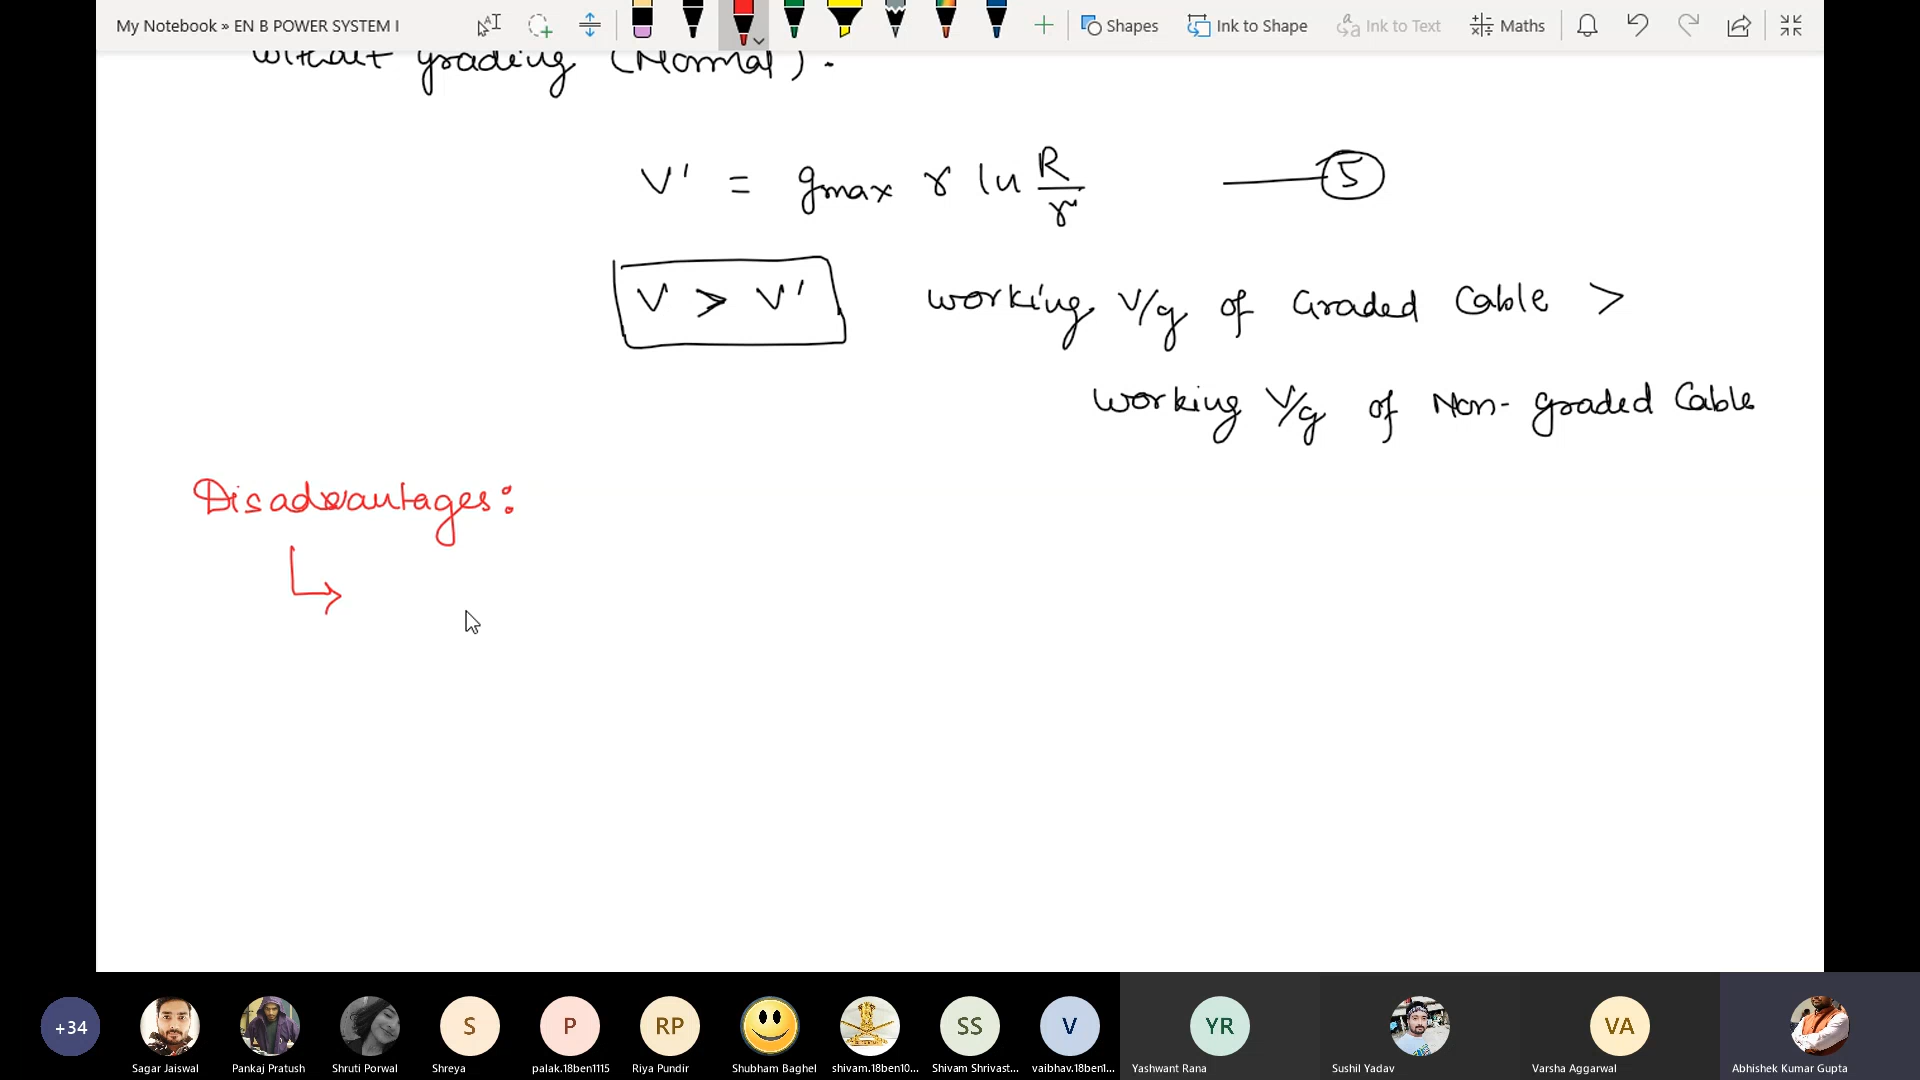 My Notebook » EN B POWER SYSTEM I
Shapes
Ink to Shape
Ink to Text
Maths
without grading (Normal).
V' = gmax r ln R/r —— 5
V > V' working V/g of Graded Cable >
working V/g of Non-graded Cable
Disadvantages:
+34
S
P
RP
SS
V
YR
VA
Sagar Jaiswal
Pankaj Pratush
Shruti Porwal
Shreya
palak.18ben1115
Riya Pundir
Shubham Baghel
shivam.18ben10...
Shivam Shrivast...
vaibhav.18ben1...
Yashwant Rana
Sushil Yadav
Varsha Aggarwal
Abhishek Kumar Gupta